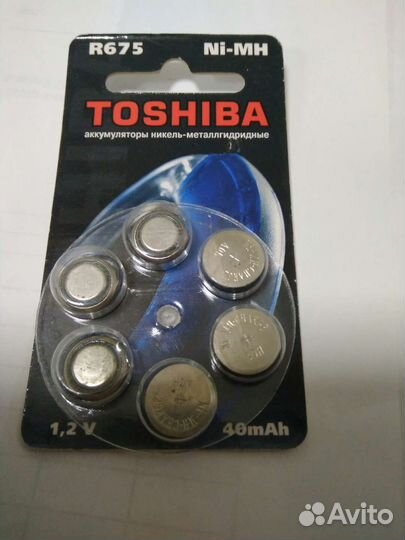 R675 Ni-MH
TOSHIBA
аккумуляторы никель-металлгидридные
1,2 V 40mAh
Avito